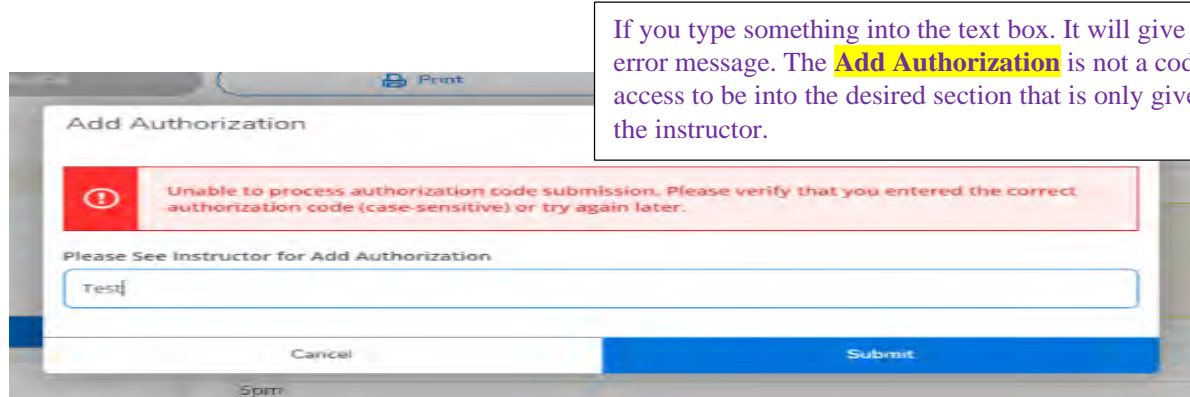 If you type something into the text box. It will give
error message. The Add Authorization is not a cod
access to be into the desired section that is only give
the instructor.
Print
Add Authorization
Unable to process authorization code submission. Please verify that you entered the correct
authorization code (case-sensitive) or try again later.
Please See Instructor for Add Authorization
Test
Cancel
Submit